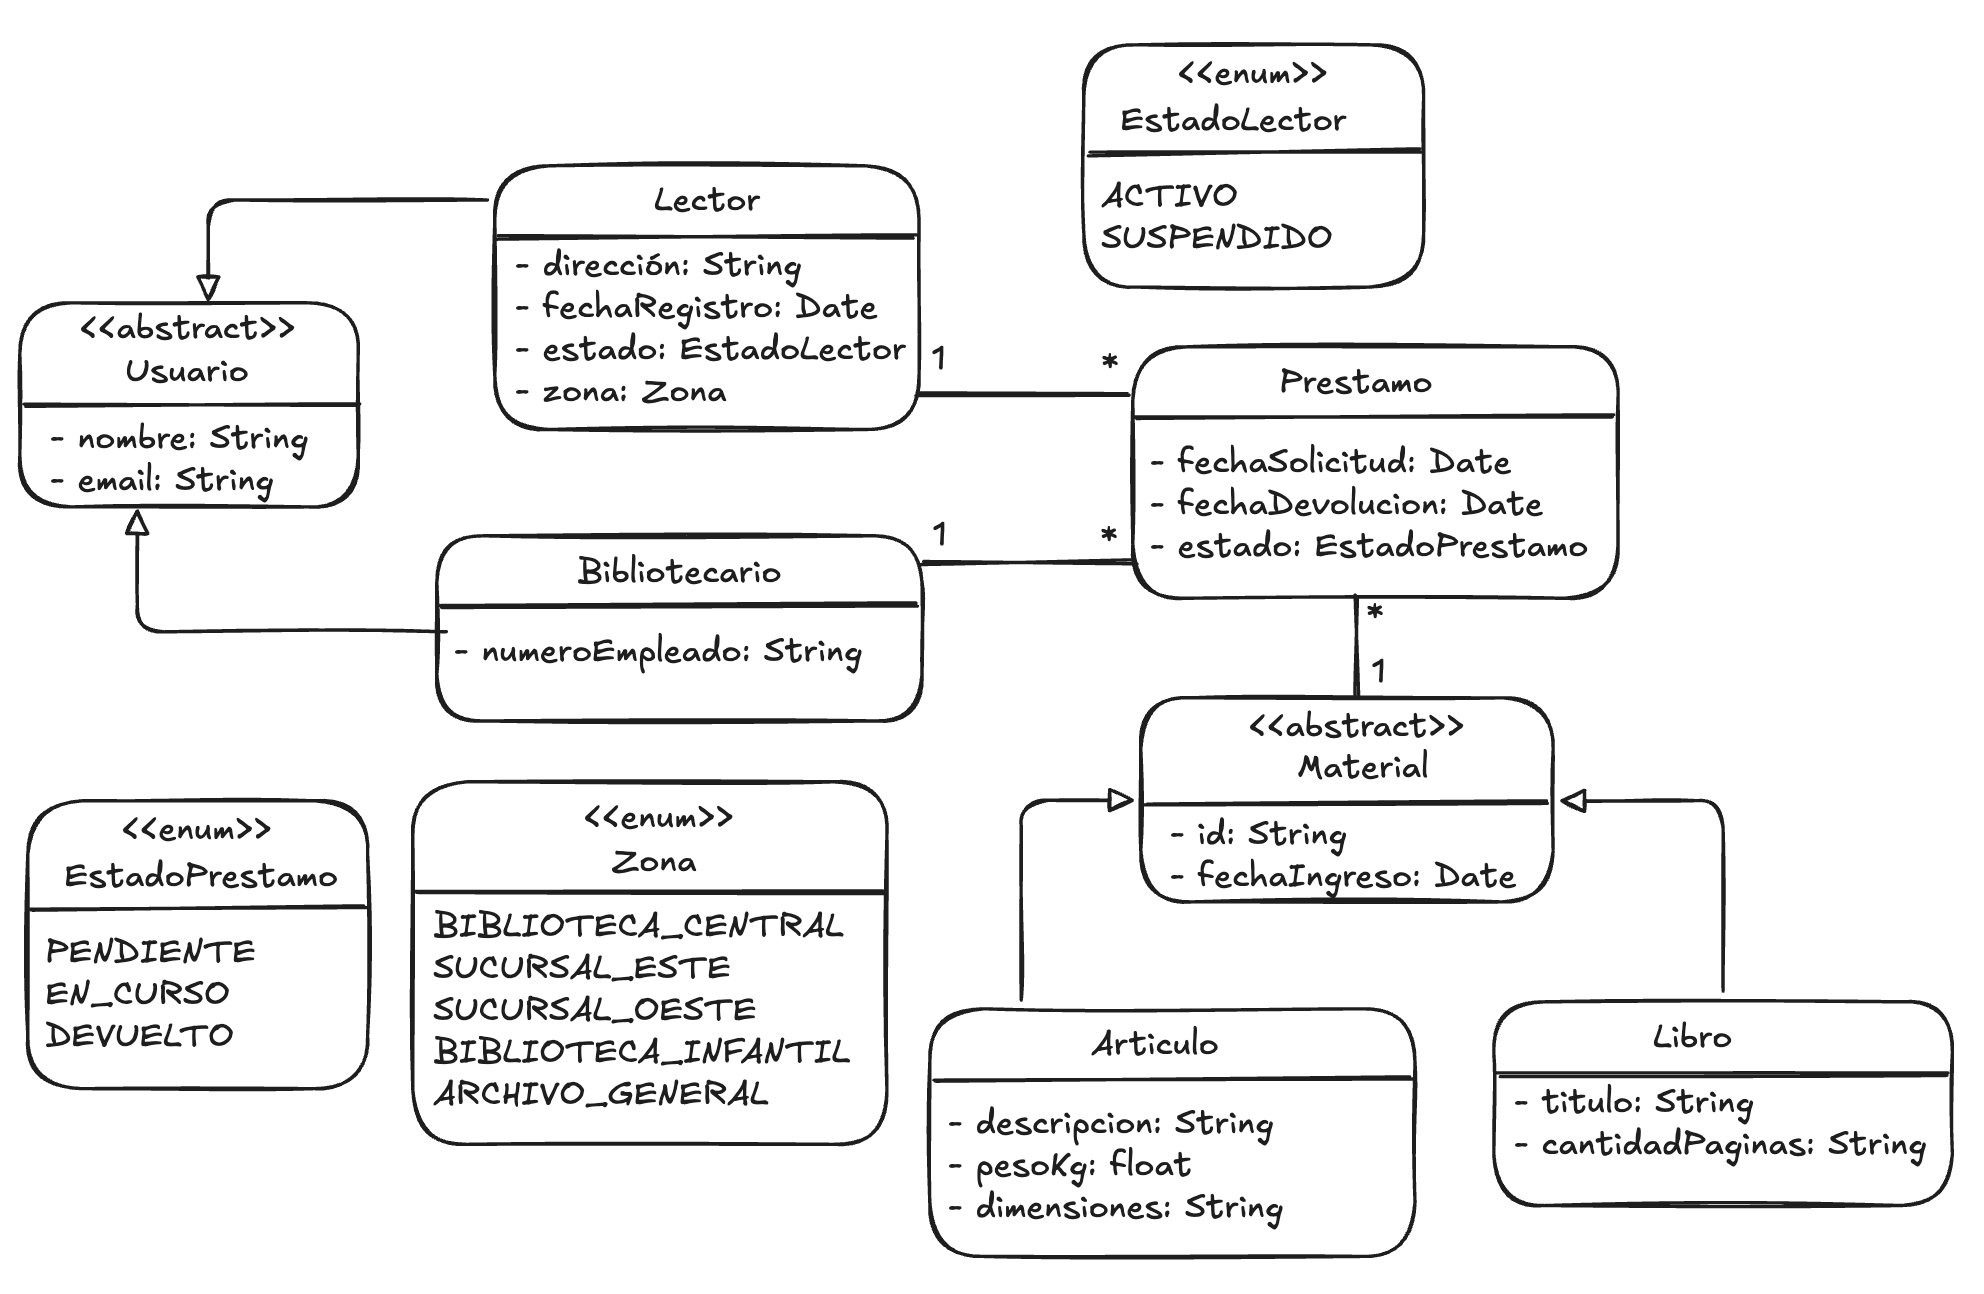 <<enum>>
EstadoLector
ACTIVO
SUSPENDIDO
Lector
- dirección: String
- fechaRegistro: Date
- estado: EstadoLector
- zona: Zona
<<abstract>>
Usuario
- nombre: String
- email: String
1
*
Prestamo
- fechaSolicitud: Date
- fechaDevolucion: Date
- estado: EstadoPrestamo
1
*
Bibliotecario
- numeroEmpleado: String
*
1
<<abstract>>
Material
- id: String
- fechaIngreso: Date
<<enum>>
EstadoPrestamo
PENDIENTE
EN_CURSO
DEVUELTO
<<enum>>
Zona
BIBLIOTECA_CENTRAL
SUCURSAL_ESTE
SUCURSAL_OESTE
BIBLIOTECA_INFANTIL
ARCHIVO_GENERAL
Articulo
- descripcion: String
- pesoKg: float
- dimensiones: String
Libro
- titulo: String
- cantidadPaginas: String